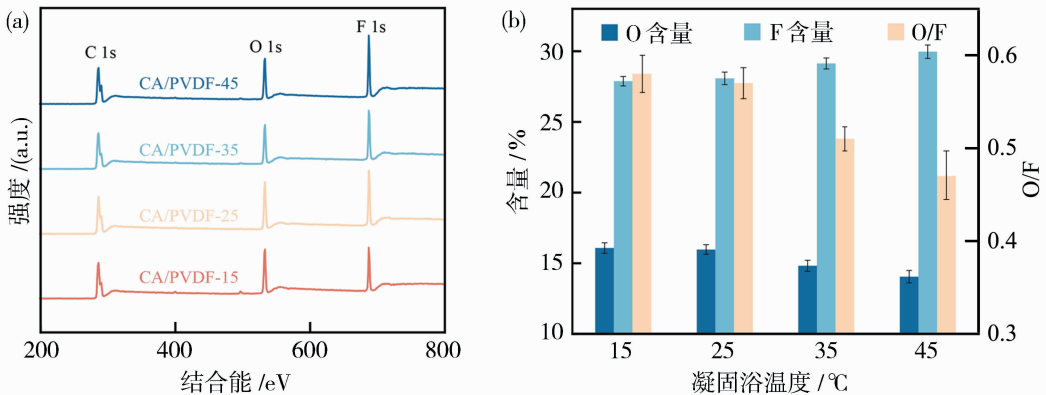 (a)
C 1s
O 1s
F 1s
CA/PVDF-45
CA/PVDF-35
CA/PVDF-25
CA/PVDF-15
强度 /(a.u.)
200
400
600
800
结合能 /eV
(b)
O 含量
F 含量
O/F
30
25
20
15
10
含量 /%
0.6
0.5
0.4
0.3
O/F
15
25
35
45
凝固浴温度 /℃